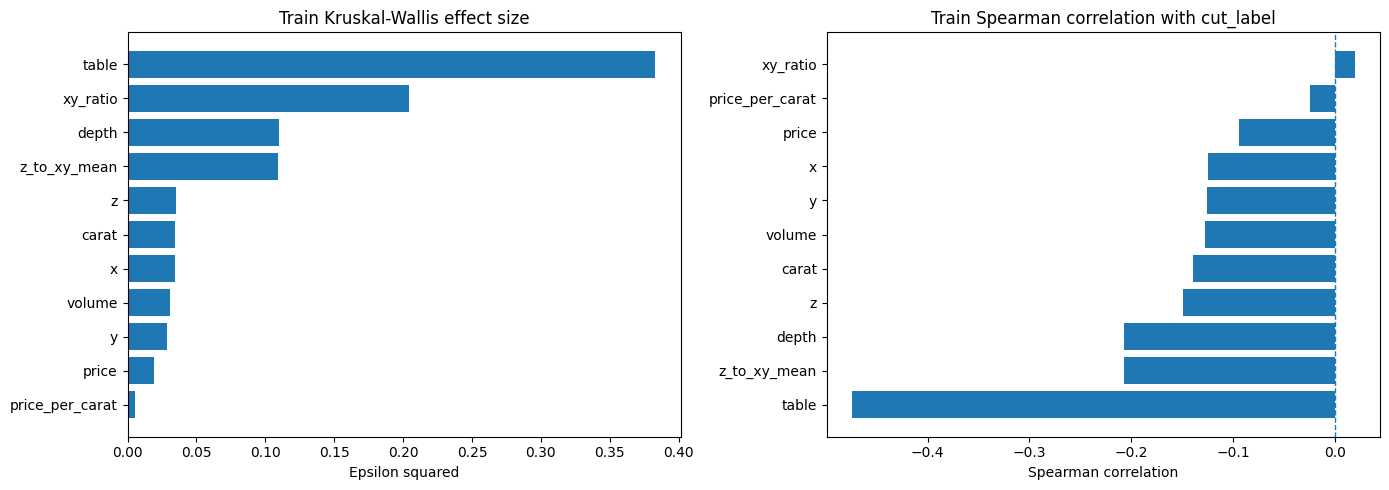 Train Kruskal-Wallis effect size
table
xy_ratio
depth
z_to_xy_mean
z
carat
x
volume
y
price
price_per_carat
0.00 0.05 0.10 0.15 0.20 0.25 0.30 0.35 0.40
Epsilon squared
Train Spearman correlation with cut_label
xy_ratio
price_per_carat
price
x
y
volume
carat
z
depth
z_to_xy_mean
table
−0.4 −0.3 −0.2 −0.1 0.0
Spearman correlation